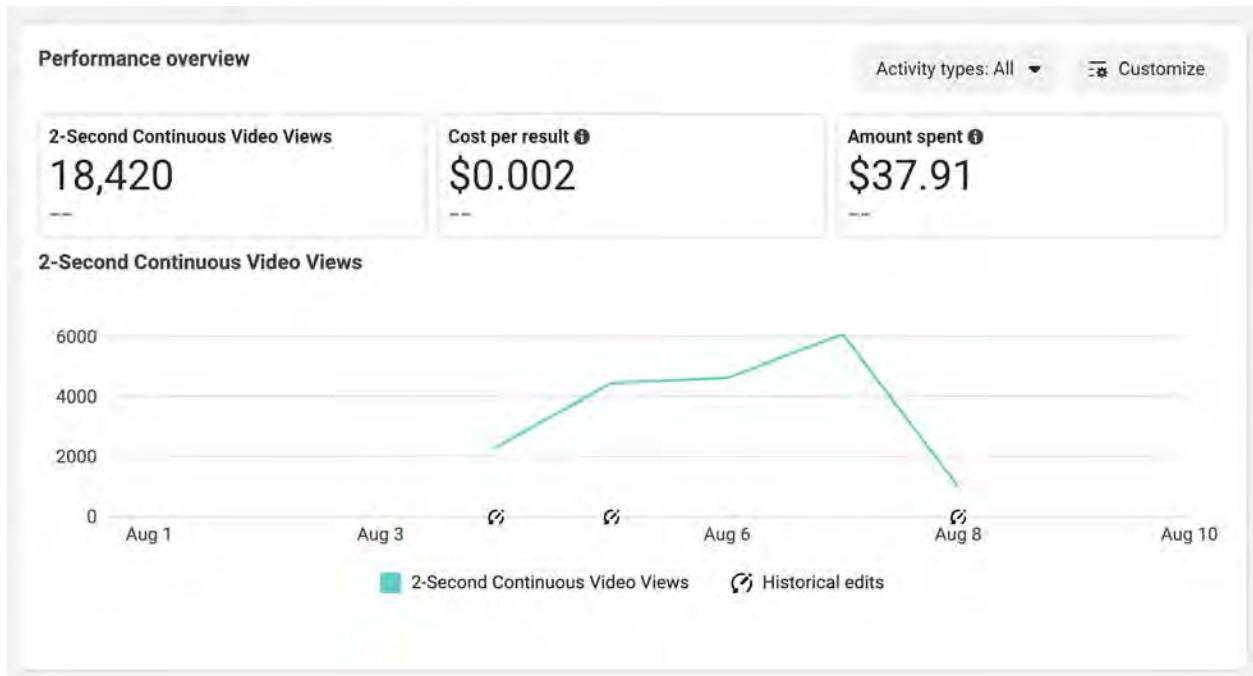 Performance overview
Activity types: All
Customize
2-Second Continuous Video Views
18,420
--
Cost per result
$0.002
--
Amount spent
$37.91
--
2-Second Continuous Video Views
6000
4000
2000
0
Aug 1
Aug 3
Aug 6
Aug 8
Aug 10
2-Second Continuous Video Views
Historical edits